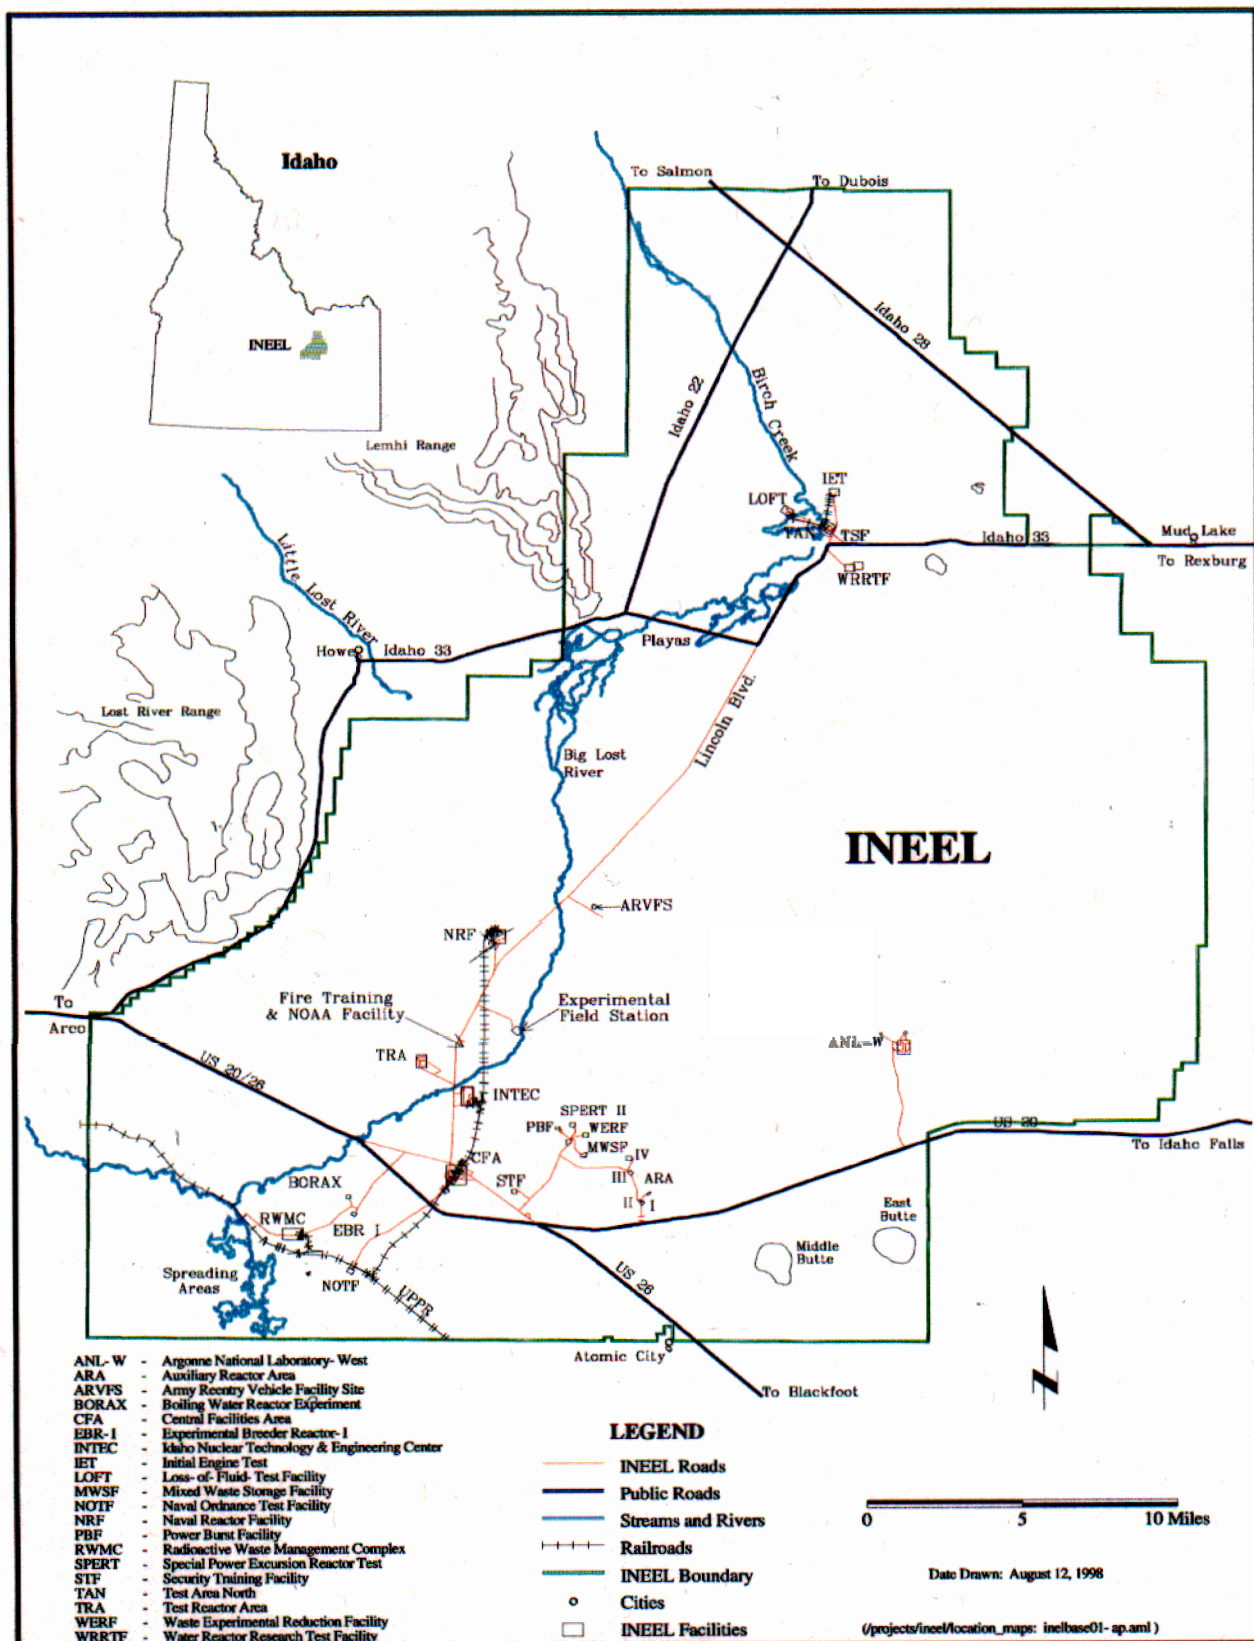 Idaho
To Salmon
To Dubois
Idaho 28
INEEL
Idaho 22
Birch Creek
Lemhi Range
IET
LOFT
TAN
TSF
Idaho 33
Mud Lake
To Rexburg
WRRTF
Little Lost River
Howe
Idaho 33
Playas
Lost River Range
Lincoln Blvd.
Big Lost
River
INEEL
ARVFS
NRF
To
Arco
Fire Training
& NOAA Facility
Experimental
Field Station
ANL-W
US 20/26
TRA
INTEC
SPERT II
PBF
WERF
MWSF
US 20
To Idaho Falls
CFA
IV
III
ARA
STF
II
I
BORAX
EBR I
RWMC
East
Butte
Middle
Butte
Spreading
Areas
NOTF
UPPR
US 26
Atomic City
To Blackfoot
N
ANL-W - Argonne National Laboratory-West
ARA - Auxiliary Reactor Area
ARVFS - Army Reentry Vehicle Facility Site
BORAX - Boiling Water Reactor Experiment
CFA - Central Facilities Area
EBR-I - Experimental Breeder Reactor-I
INTEC - Idaho Nuclear Technology & Engineering Center
IET - Initial Engine Test
LOFT - Loss-of-Fluid-Test Facility
MWSF - Mixed Waste Storage Facility
NOTF - Naval Ordnance Test Facility
NRF - Naval Reactor Facility
PBF - Power Burst Facility
RWMC - Radioactive Waste Management Complex
SPERT - Special Power Excursion Reactor Test
STF - Security Training Facility
TAN - Test Area North
TRA - Test Reactor Area
WERF - Waste Experimental Reduction Facility
WRRTF - Water Reactor Research Test Facility
LEGEND
INEEL Roads
Public Roads
Streams and Rivers
Railroads
INEEL Boundary
Cities
INEEL Facilities
0 5 10 Miles
Date Drawn: August 12, 1998
(/projects/ineel/location_maps: inelbase01-ap.aml )